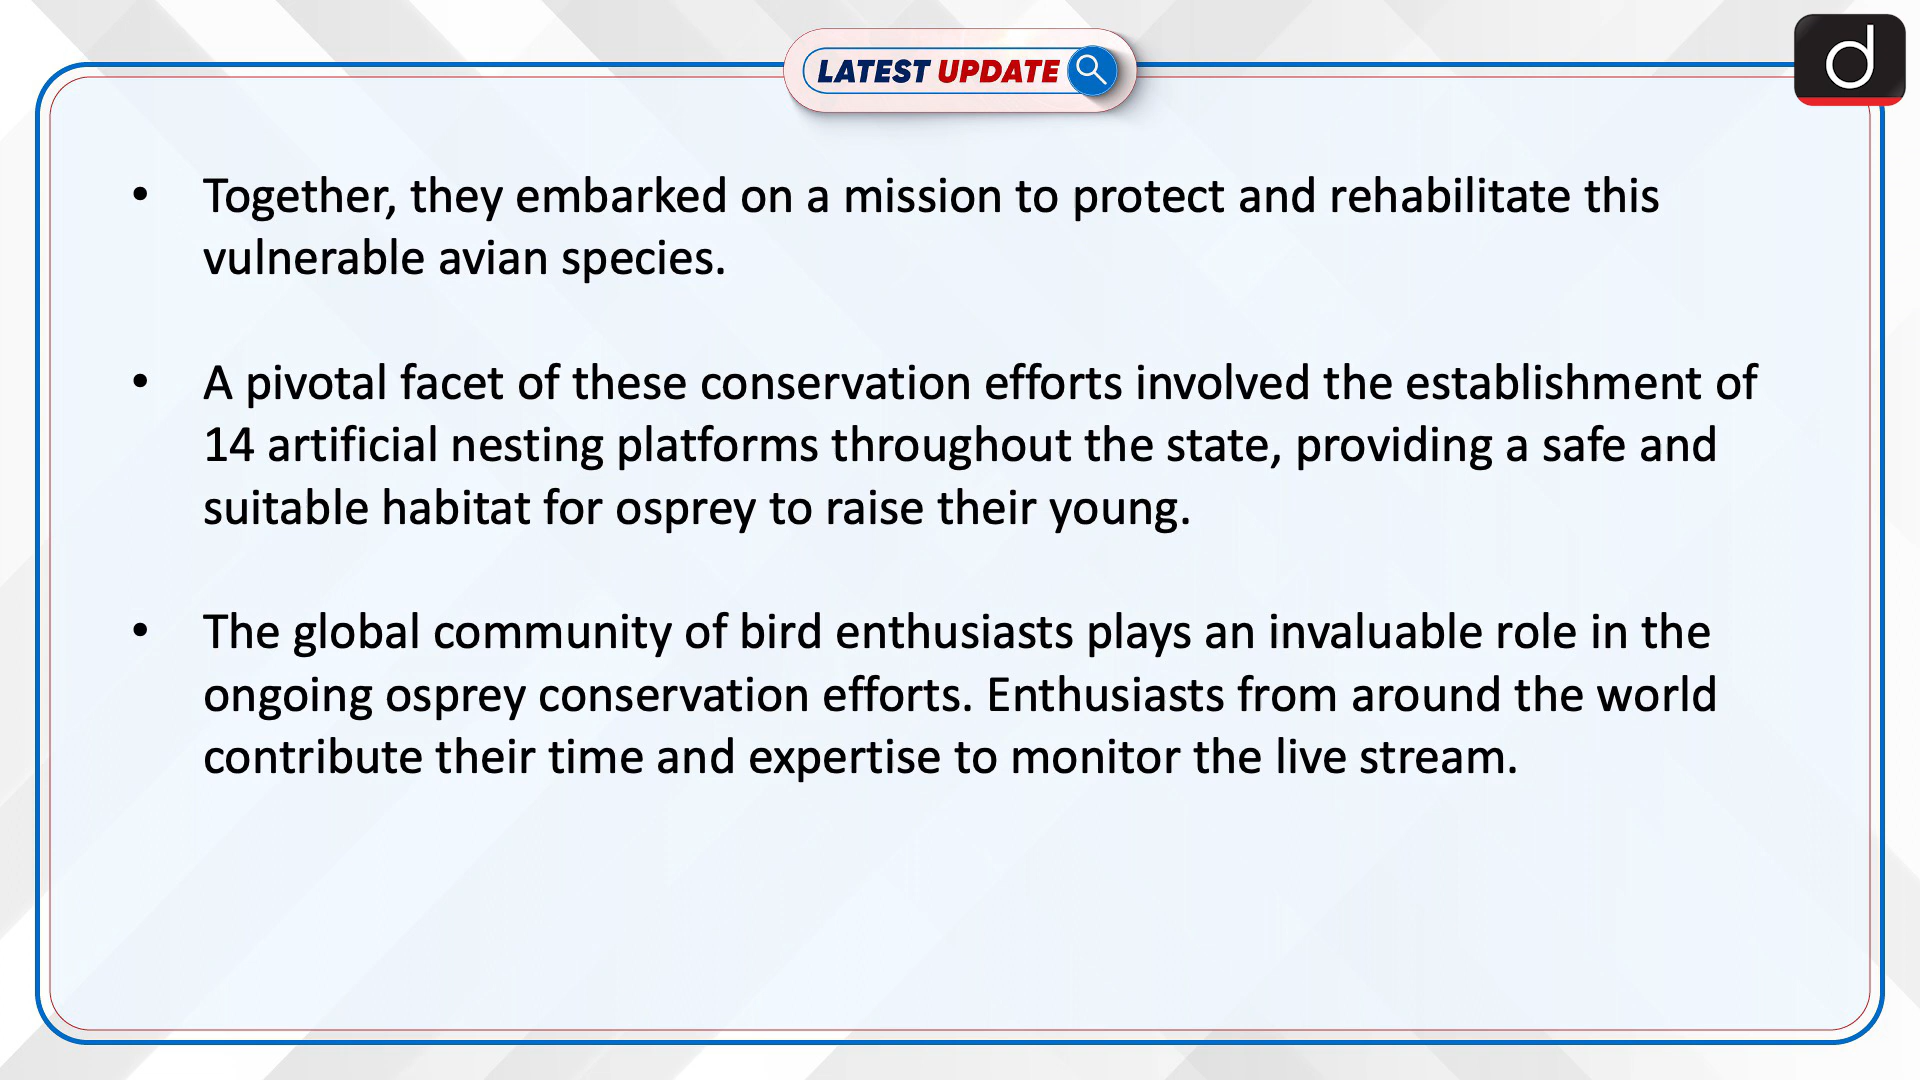 LATEST UPDATE
d
• Together, they embarked on a mission to protect and rehabilitate this
vulnerable avian species.
• A pivotal facet of these conservation efforts involved the establishment of
14 artificial nesting platforms throughout the state, providing a safe and
suitable habitat for osprey to raise their young.
• The global community of bird enthusiasts plays an invaluable role in the
ongoing osprey conservation efforts. Enthusiasts from around the world
contribute their time and expertise to monitor the live stream.